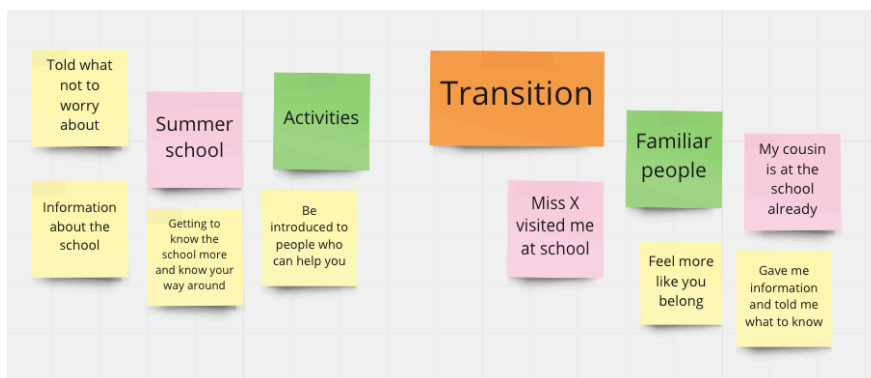 Told what
not to
worry
about
Summer
school
Activities
Information
about the
school
Getting to
know the
school more
and know your
way around
Be
introduced to
people who
can help you
Transition
Familiar
people
My cousin
is at the
school
already
Miss X
visited me
at school
Feel more
like you
belong
Gave me
information
and told me
what to know